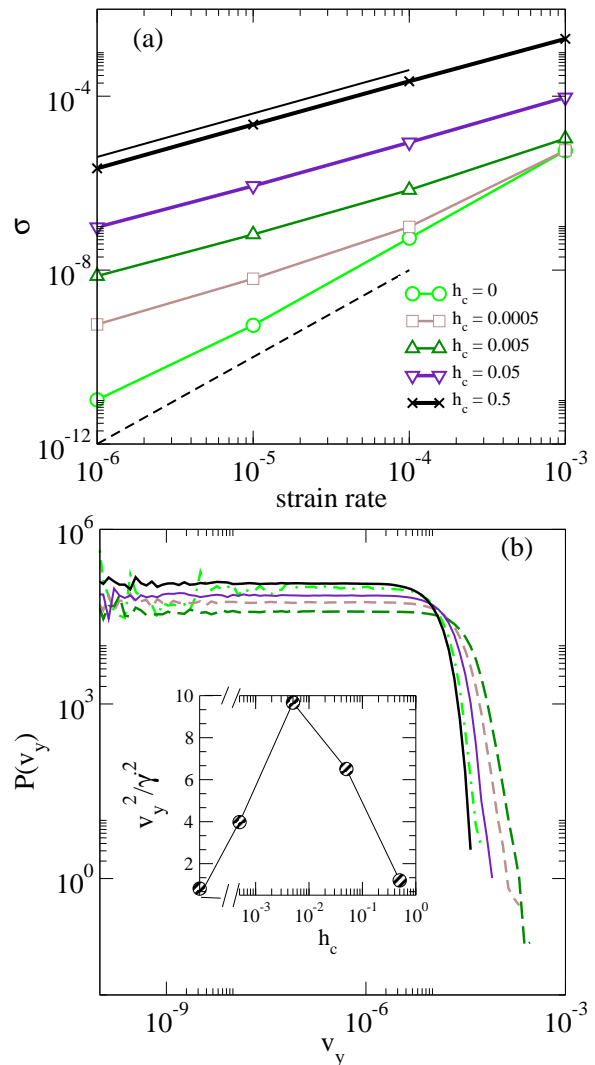 (a)
10^-4
10^-8
10^-12
σ
h_c = 0
h_c = 0.0005
h_c = 0.005
h_c = 0.05
h_c = 0.5
10^-6 10^-5 10^-4 10^-3
strain rate
(b)
10^6
10^3
10^0
P(v_y)
10
8
6
4
2
v_y^2/γ̇^2
10^-3 10^-2 10^-1 10^0
h_c
10^-9 10^-6 10^-3
v_y